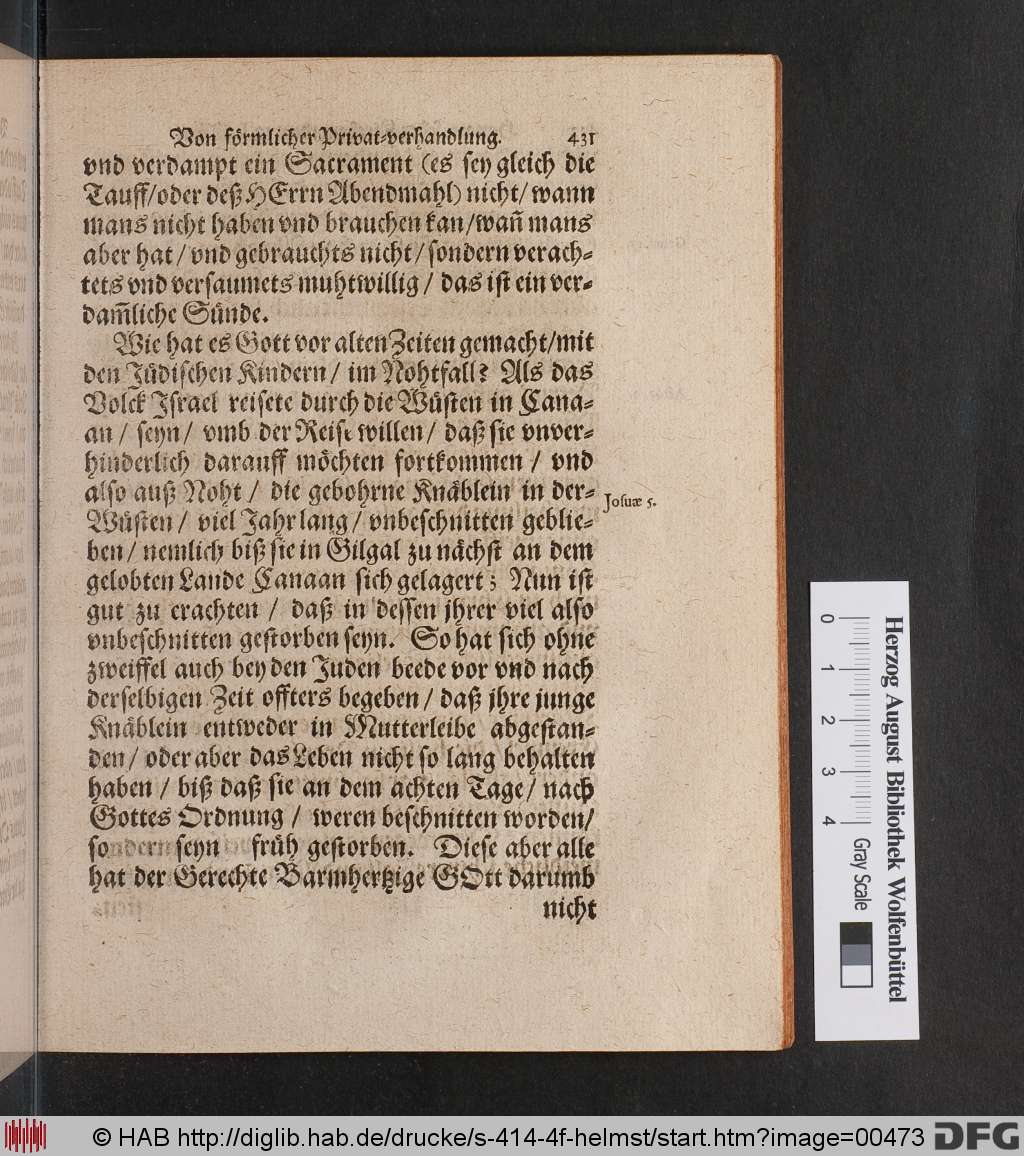 Von förmlicher Privat-verhandlung. 431
vnd verdampt ein Sacrament (es sey gleich die
Tauff/oder deß HErrn Abendmahl) nicht/ wann
mans nicht haben vnd brauchen kan/wañ mans
aber hat/ vnd gebrauchts nicht/ sondern verach-
tets vnd versaumets muhtwillig/ das ist ein ver-
dam̃liche Sünde.
Wie hat es Gott vor alten Zeiten gemacht/mit
den Jüdischen Kindern/ im Nohtfall? Als das
Volck Israel reisete durch die Wüsten in Cana-
an/ seyn/ vmb der Reise willen/ daß sie vnver-
hinderlich darauff möchten fortkommen/ vnd
also auß Noht/ die gebohrne Knäblein in der-
Wüsten/ viel Jahr lang/ vnbeschnitten geblie-
ben/ nemlich biß sie in Gilgal zu nächst an dem
gelobten Lande Canaan sich gelagert; Nun ist
gut zu erachten/ daß in dessen jhrer viel also
vnbeschnitten gestorben seyn. So hat sich ohne
zweiffel auch bey den Juden beede vor vnd nach
derselbigen Zeit offters begeben/ daß jhre junge
Knäblein entweder in Mutterleibe abgestan-
den/ oder aber das Leben nicht so lang behalten
haben/ biß daß sie an dem achten Tage/ nach
Gottes Ordnung/ weren beschnitten worden/
sondern seyn früh gestorben. Diese aber alle
hat der Gerechte Barmhertzige GOtt darumb
nicht
Josuæ 5.
0 1 2 3 4
Gray Scale
Herzog August Bibliothek Wolfenbüttel
© HAB http://diglib.hab.de/drucke/s-414-4f-helmst/start.htm?image=00473 DFG